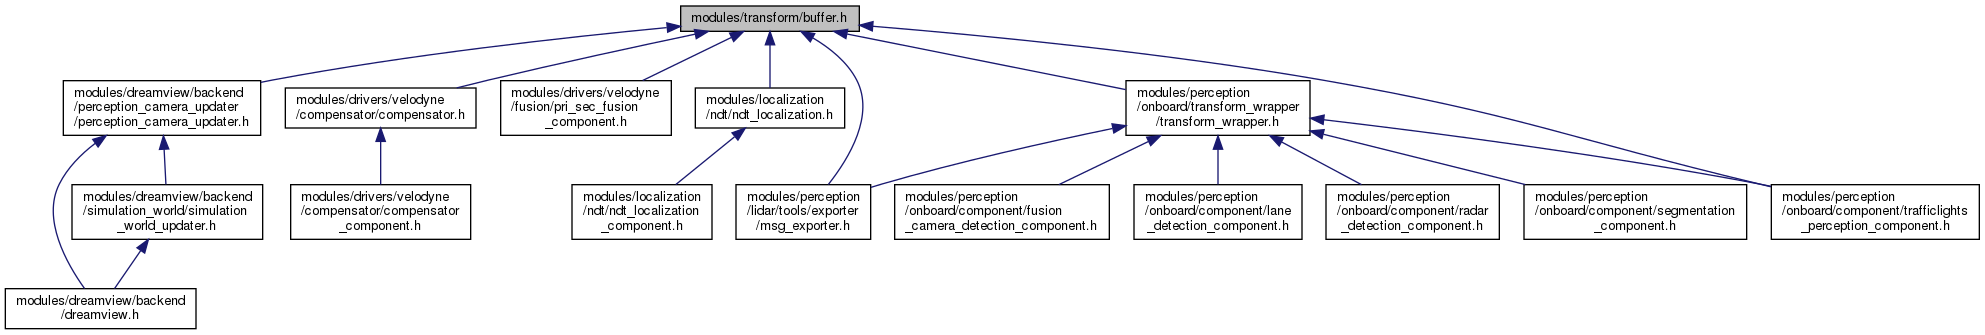 modules/transform/buffer.h
modules/dreamview/backend
/perception_camera_updater
/perception_camera_updater.h
modules/drivers/velodyne
/compensator/compensator.h
modules/drivers/velodyne
/fusion/pri_sec_fusion
_component.h
modules/localization
/ndt/ndt_localization.h
modules/perception
/onboard/transform_wrapper
/transform_wrapper.h
modules/dreamview/backend
/simulation_world/simulation
_world_updater.h
modules/drivers/velodyne
/compensator/compensator
_component.h
modules/localization
/ndt/ndt_localization
_component.h
modules/perception
/lidar/tools/exporter
/msg_exporter.h
modules/perception
/onboard/component/fusion
_camera_detection_component.h
modules/perception
/onboard/component/lane
_detection_component.h
modules/perception
/onboard/component/radar
_detection_component.h
modules/perception
/onboard/component/segmentation
_component.h
modules/perception
/onboard/component/trafficlights
_perception_component.h
modules/dreamview/backend
/dreamview.h